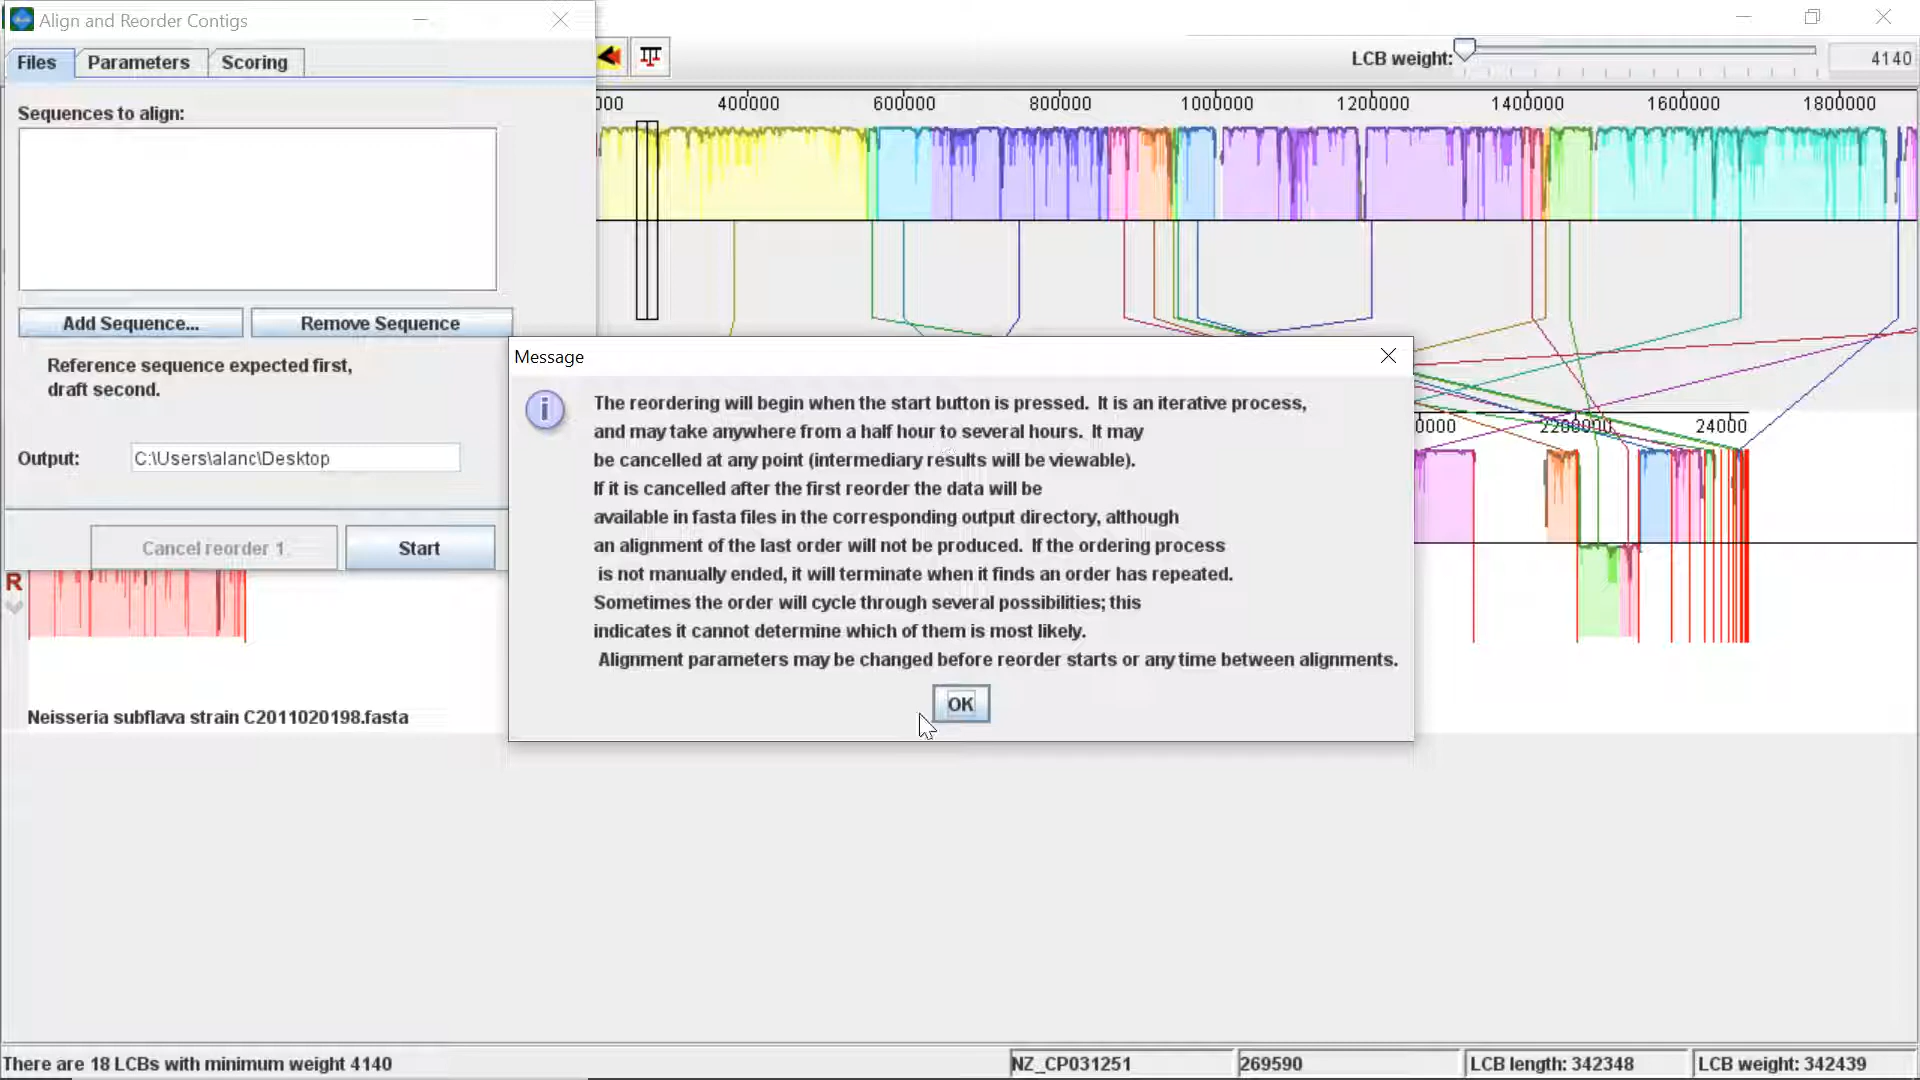 Align and Reorder Contigs
Files
Parameters
Scoring
LCB weight:
4140
Sequences to align:
000
400000
600000
800000
1000000
1200000
1400000
1600000
1800000
Add Sequence...
Remove Sequence
Reference sequence expected first,
draft second.
Output:
C:\Users\alanc\Desktop
Cancel reorder 1
Start
Message
The reordering will begin when the start button is pressed. It is an iterative process,
and may take anywhere from a half hour to several hours. It may
be cancelled at any point (intermediary results will be viewable).
If it is cancelled after the first reorder the data will be
available in fasta files in the corresponding output directory, although
an alignment of the last order will not be produced. If the ordering process
is not manually ended, it will terminate when it finds an order has repeated.
Sometimes the order will cycle through several possibilities; this
indicates it cannot determine which of them is most likely.
Alignment parameters may be changed before reorder starts or any time between alignments.
OK
0000
2200000
24000
R
Neisseria subflava strain C2011020198.fasta
There are 18 LCBs with minimum weight 4140
NZ_CP031251
269590
LCB length: 342348
LCB weight: 342439